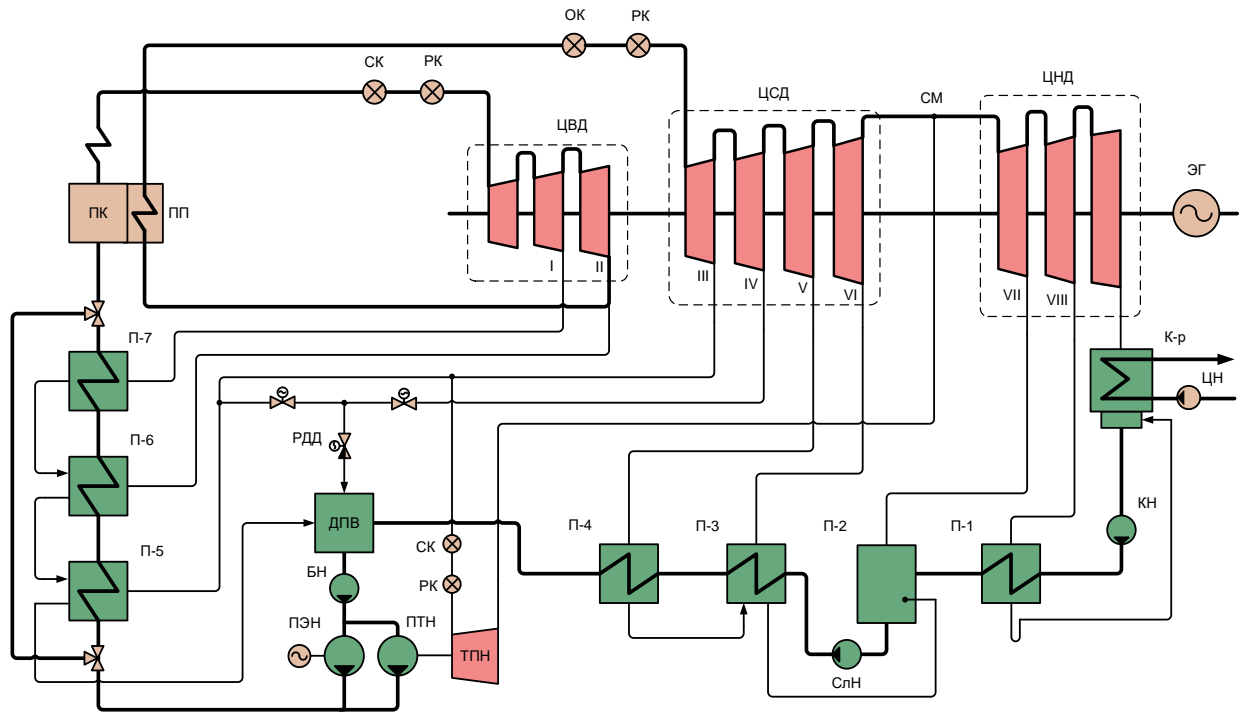 ОК
РК
СК
РК
ЦВД
ЦСД
СМ
ЦНД
ЭГ
ПК
ПП
I
II
III
IV
V
VI
VII
VIII
П-7
К-р
ЦН
П-6
РДД
ДПВ
КН
П-5
БН
СК
РК
П-4
П-3
П-2
П-1
ПЭН
ПТН
ТПН
СлН